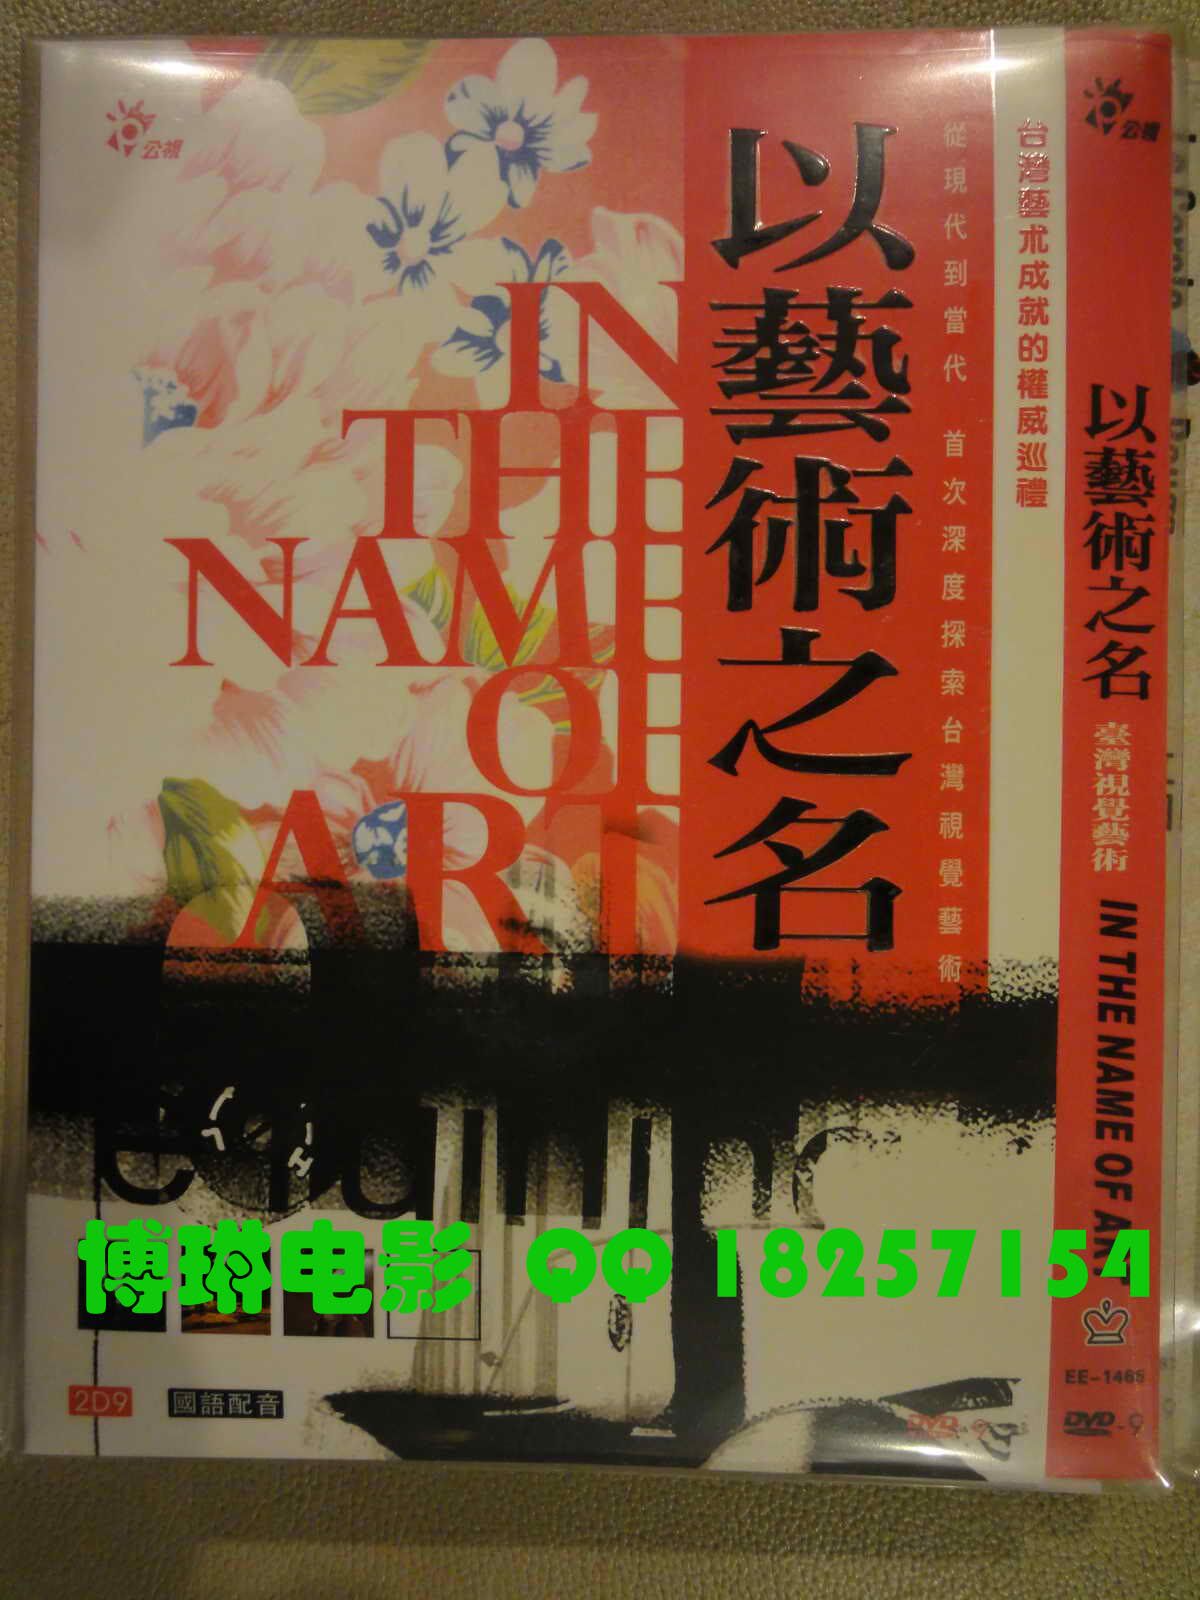 公視
IN
THE
NAME
OF
ART
以藝術之名
從現代到當代 首次深度探索台灣視覺藝術
台灣藝术成就的權威巡禮
博琳电影 QQ 18257154
2D9
國語配音
DVD-9
公視
以藝術之名
臺灣視覺藝術
IN THE NAME OF ART
EE-1465
DVD-9